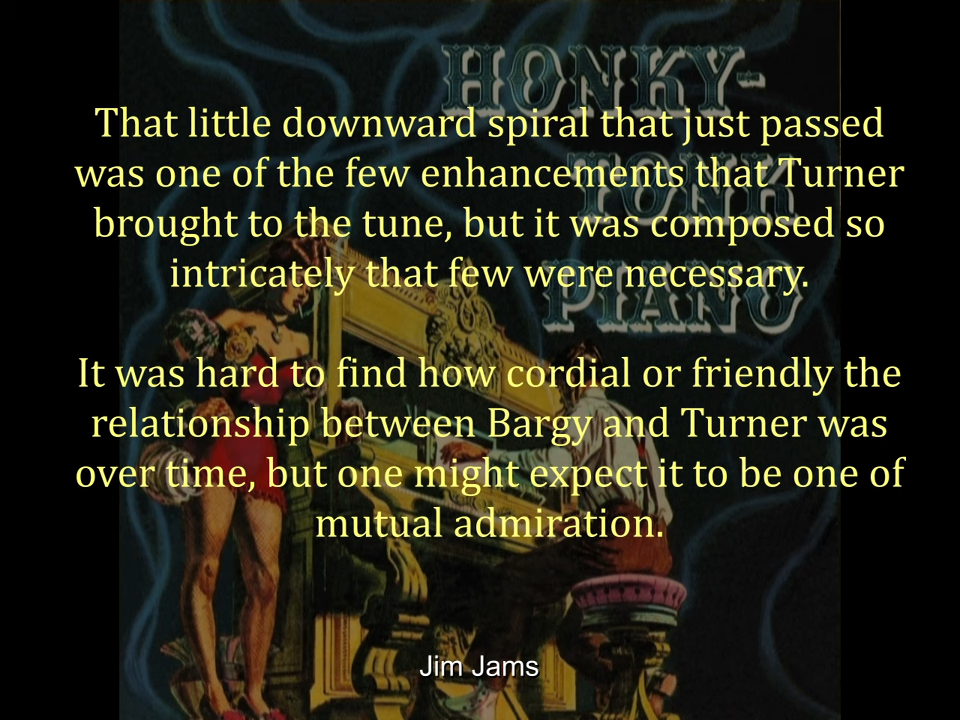 HONKY-
TONK
PIANO
That little downward spiral that just passed
was one of the few enhancements that Turner
brought to the tune, but it was composed so
intricately that few were necessary.
It was hard to find how cordial or friendly the
relationship between Bargy and Turner was
over time, but one might expect it to be one of
mutual admiration.
Jim Jams